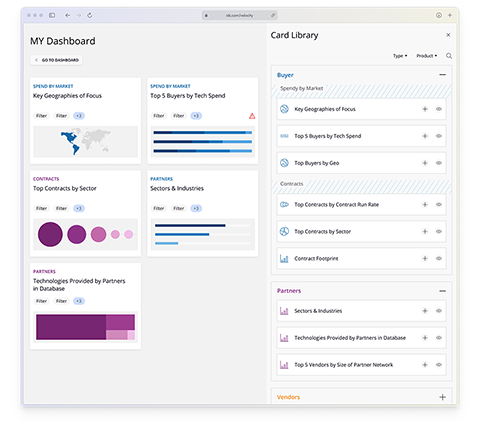 isb.com/velocity
MY Dashboard
GO TO DASHBOARD
SPEND BY MARKET
Key Geographies of Focus
Filter Filter +3
SPEND BY MARKET
Top 5 Buyers by Tech Spend
Filter Filter +3
CONTRACTS
Top Contracts by Sector
Filter Filter +3
PARTNERS
Sectors & Industries
Filter Filter +3
PARTNERS
Technologies Provided by Partners
in Database
Filter Filter +3
Card Library
Type Product
Buyer
Spendy by Market
Key Geographies of Focus
Top 5 Buyers by Tech Spend
Top Buyers by Geo
Contracts
Top Contracts by Contract Run Rate
Top Contracts by Sector
Contract Footprint
Partners
Sectors & Industries
Technologies Provided by Partners in Database
Top 5 Vendors by Size of Partner Network
Vendors